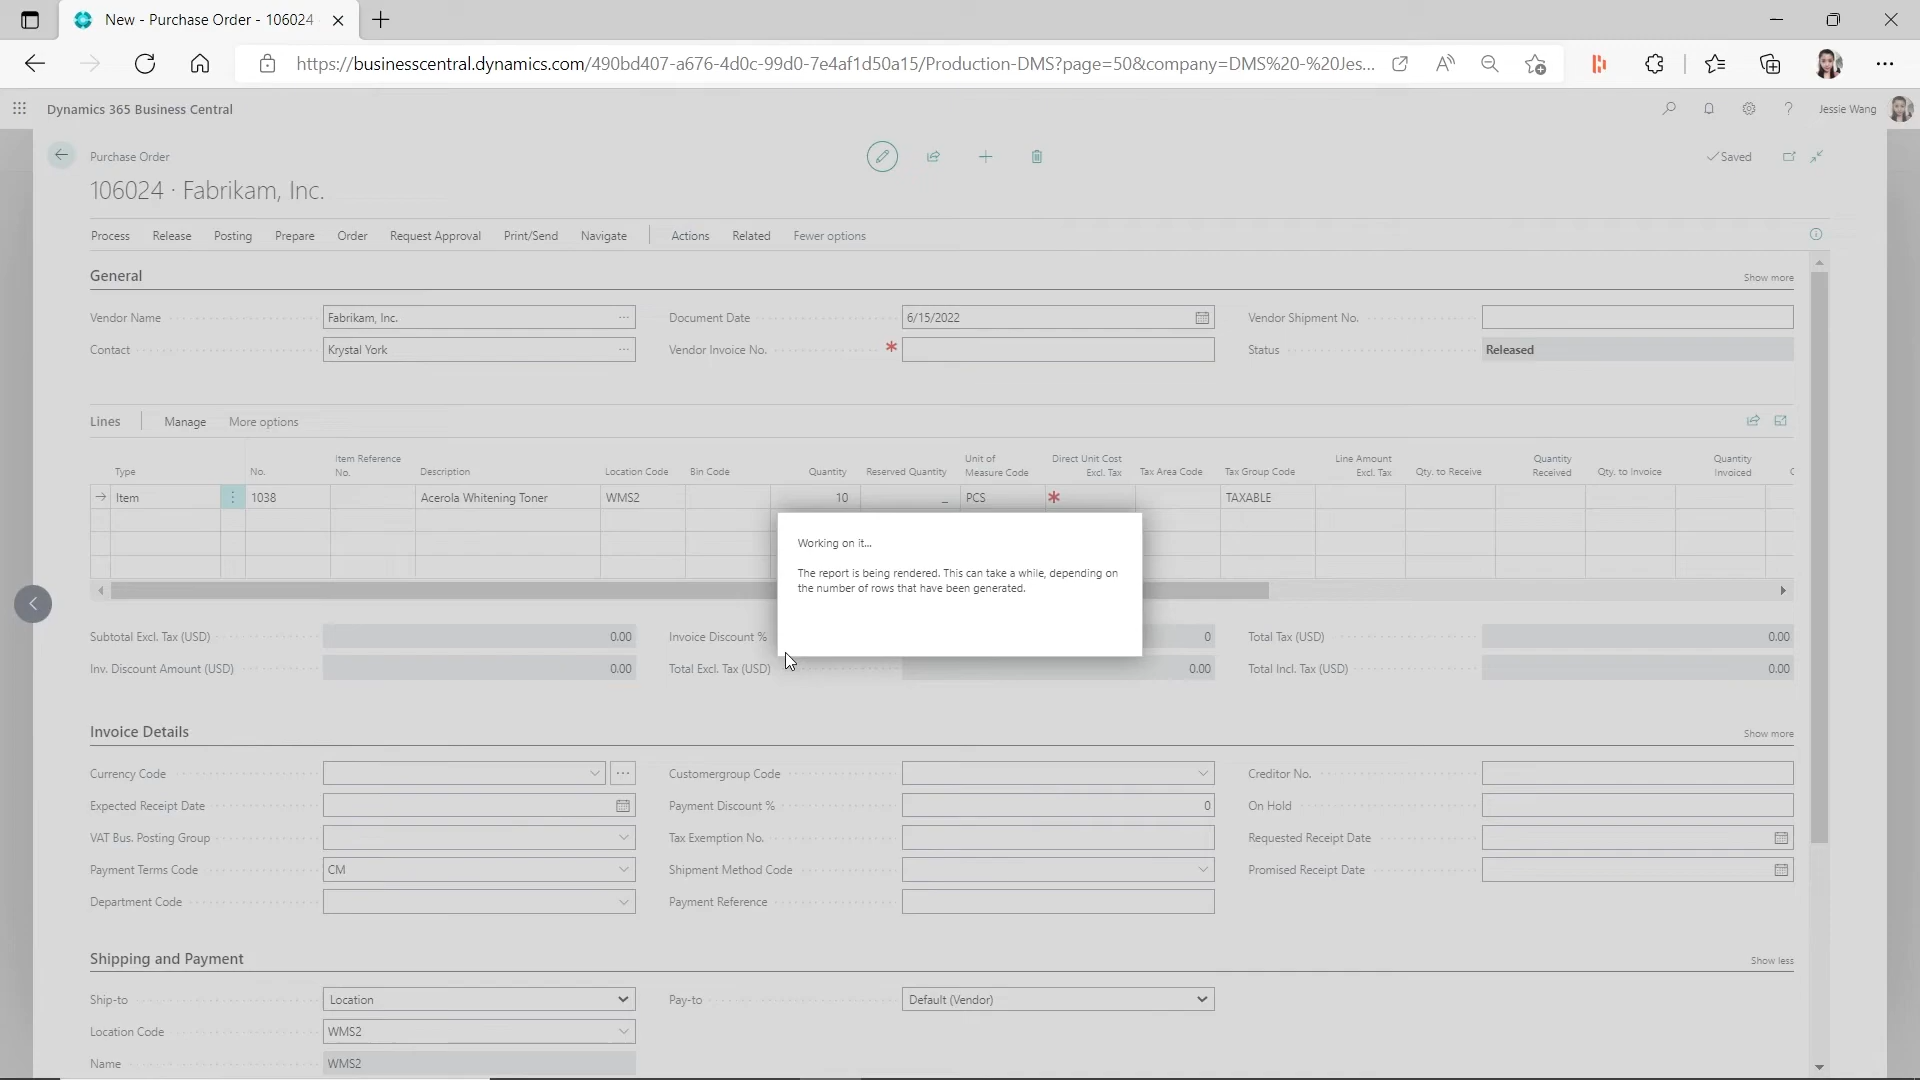 New - Purchase Order - 106024
https://businesscentral.dynamics.com/490bd407-a676-4d0c-99d0-7e4af1d50a15/Production-DMS?page=50&company=DMS%20-%20Jes...
Dynamics 365 Business Central
Jessie Wang
Purchase Order
✓Saved
106024 · Fabrikam, Inc.
Process Release Posting Prepare Order Request Approval Print/Send Navigate Actions Related Fewer options
General
Show more
Vendor Name Fabrikam, Inc. ... Document Date 6/15/2022 Vendor Shipment No.
Contact Krystal York ... Vendor Invoice No. * Status Released
Lines Manage More options
Item Reference Unit of Direct Unit Cost Line Amount Quantity Quantity
Type No. No. Description Location Code Bin Code Quantity Reserved Quantity Measure Code Excl. Tax Tax Area Code Tax Group Code Excl. Tax Qty. to Receive Received Qty. to Invoice Invoiced
→ Item 1038 Acerola Whitening Toner WMS2 10 _ PCS * TAXABLE
Working on it...
The report is being rendered. This can take a while, depending on
the number of rows that have been generated.
Subtotal Excl. Tax (USD) 0.00 Invoice Discount % 0 Total Tax (USD) 0.00
Inv. Discount Amount (USD) 0.00 Total Excl. Tax (USD) 0.00 Total Incl. Tax (USD) 0.00
Invoice Details
Show more
Currency Code ... Customergroup Code Creditor No.
Expected Receipt Date Payment Discount % 0 On Hold
VAT Bus. Posting Group Tax Exemption No. Requested Receipt Date
Payment Terms Code CM Shipment Method Code Promised Receipt Date
Department Code Payment Reference
Shipping and Payment
Show less
Ship-to Location Pay-to Default (Vendor)
Location Code WMS2
Name WMS2